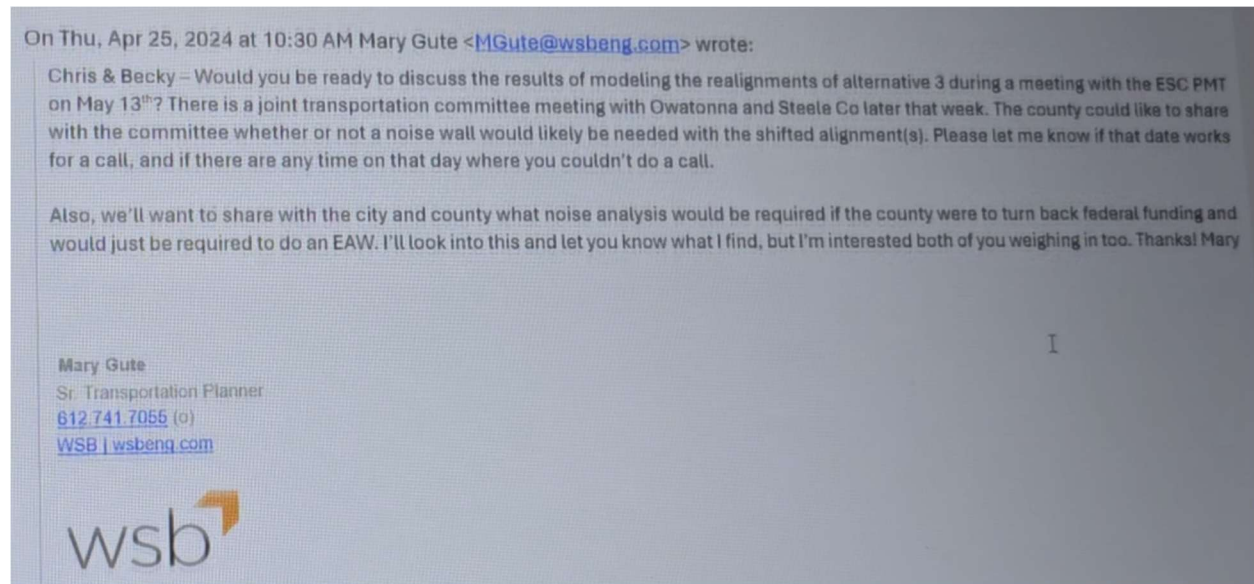 On Thu, Apr 25, 2024 at 10:30 AM Mary Gute <MGute@wsbeng.com> wrote:
Chris & Becky – Would you be ready to discuss the results of modeling the realignments of alternative 3 during a meeting with the ESC PMT
on May 13th? There is a joint transportation committee meeting with Owatonna and Steele Co later that week. The county could like to share
with the committee whether or not a noise wall would likely be needed with the shifted alignment(s). Please let me know if that date works
for a call, and if there are any time on that day where you couldn't do a call.
Also, we'll want to share with the city and county what noise analysis would be required if the county were to turn back federal funding and
would just be required to do an EAW. I'll look into this and let you know what I find, but I'm interested both of you weighing in too. Thanks! Mary
Mary Gute
Sr. Transportation Planner
612.741.7055 (o)
WSB | wsbeng.com
wsb